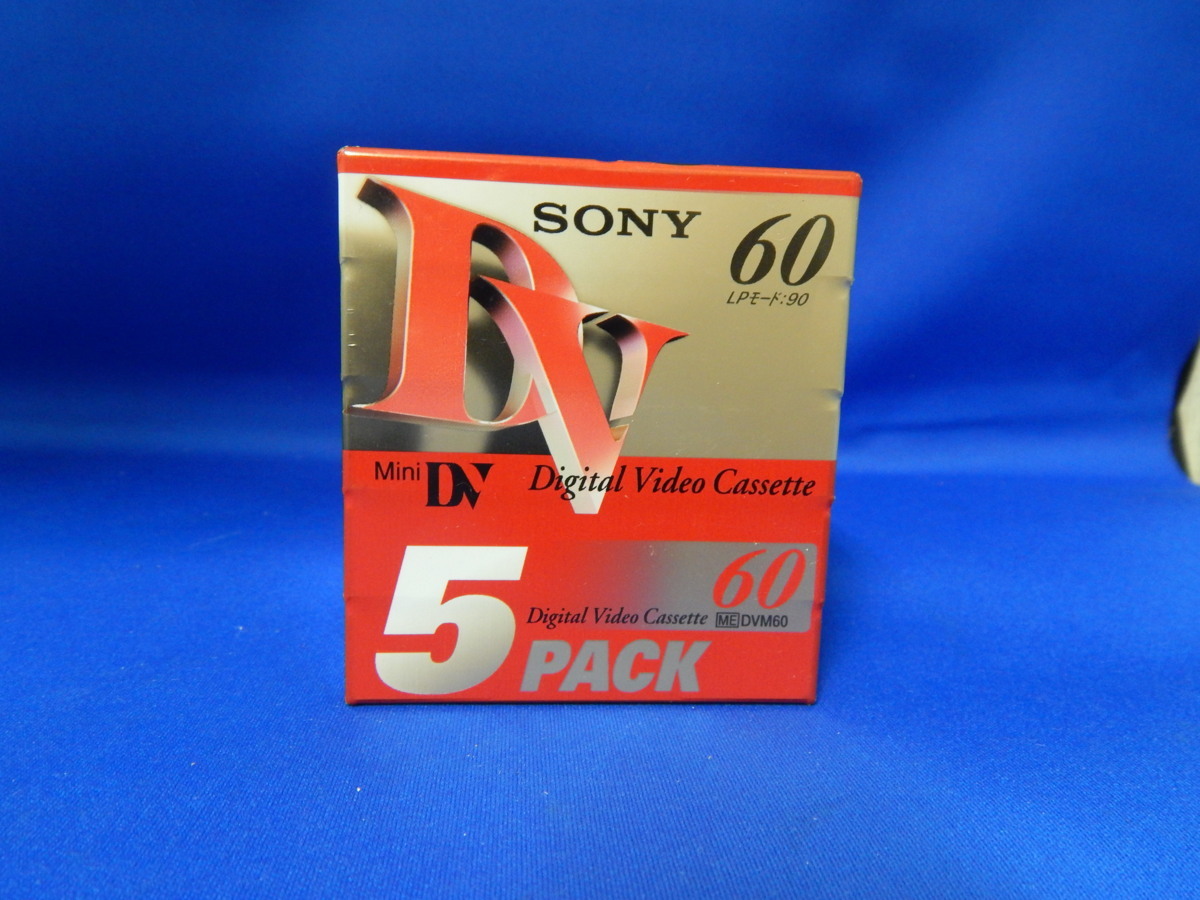 DV
SONY
60
LPモード:90
Mini DV
Digital Video Cassette
5 PACK
60
Digital Video Cassette ME DVM60